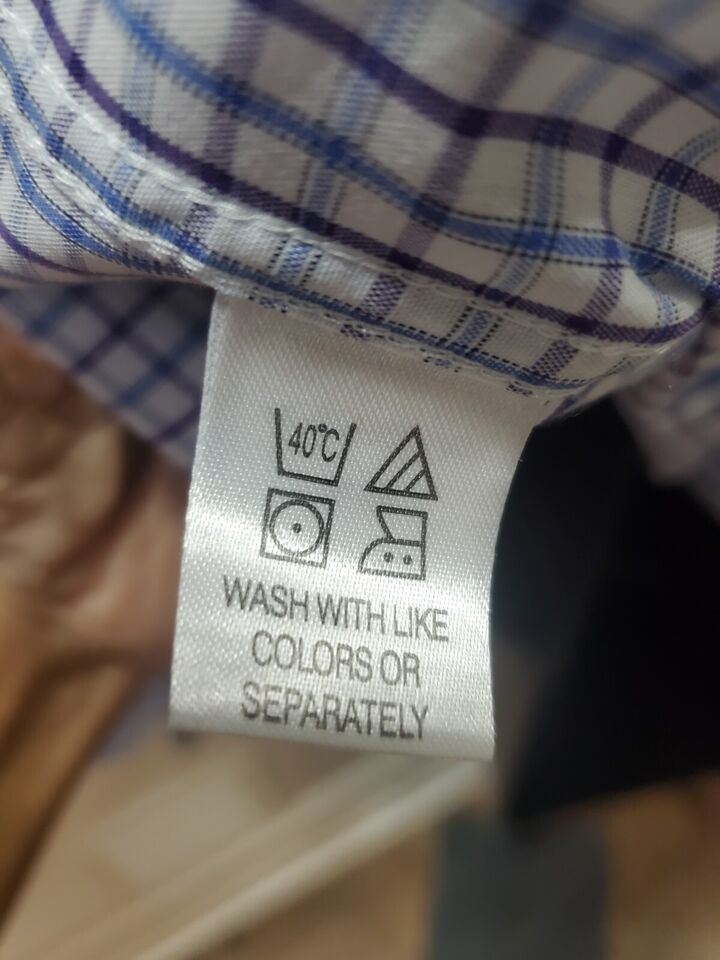 40°C
WASH WITH LIKE
COLORS OR
SEPARATELY